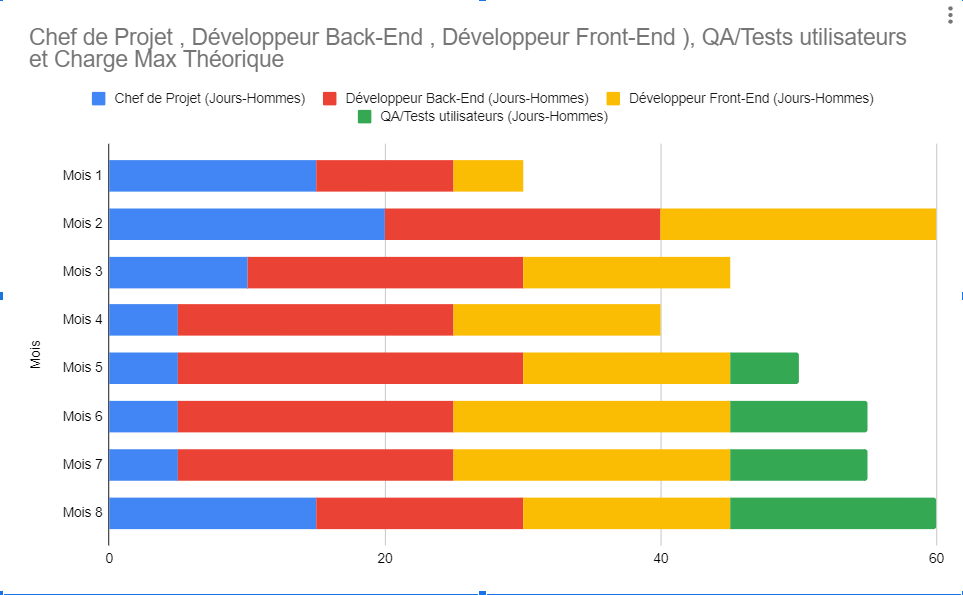 Chef de Projet , Développeur Back-End , Développeur Front-End ), QA/Tests utilisateurs
et Charge Max Théorique
Chef de Projet (Jours-Hommes)
Développeur Back-End (Jours-Hommes)
Développeur Front-End (Jours-Hommes)
QA/Tests utilisateurs (Jours-Hommes)
Mois
Mois 1
Mois 2
Mois 3
Mois 4
Mois 5
Mois 6
Mois 7
Mois 8
0
20
40
60